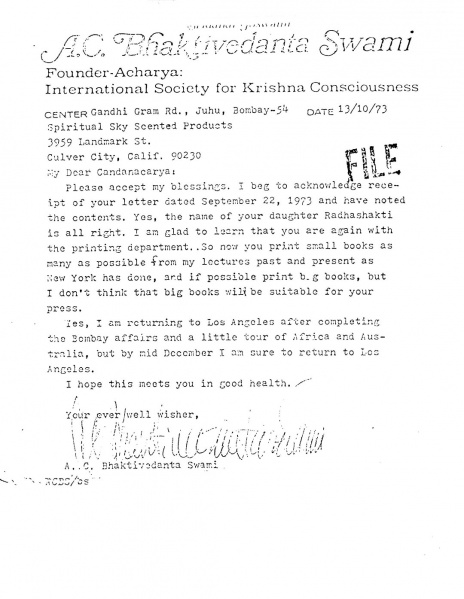 A.C. Bhaktivedanta Swami
Founder-Acharya:
International Society for Krishna Consciousness
CENTER Gandhi Gram Rd., Juhu, Bombay-54 DATE 13/10/73
Spiritual Sky Scented Products
3959 Landmark St.
Culver City, Calif. 90230
FILE
My Dear Candanacarya:
Please accept my blessings. I beg to acknowledge rece-
ipt of your letter dated September 22, 1973 and have noted
the contents. Yes, the name of your daughter Radhashakti
is all right. I am glad to learn that you are again with
the printing department..So now you print small books as
many as possible from my lectures past and present as
New York has done, and if possible print big books, but
I don't think that big books will be suitable for your
press.
Yes, I am returning to Los Angeles after completing
the Bombay affairs and a little tour of Africa and Aus-
tralia, but by mid December I am sure to return to Los
Angeles.
I hope this meets you in good health.
Your ever well wisher,
A. C. Bhaktivedanta Swami